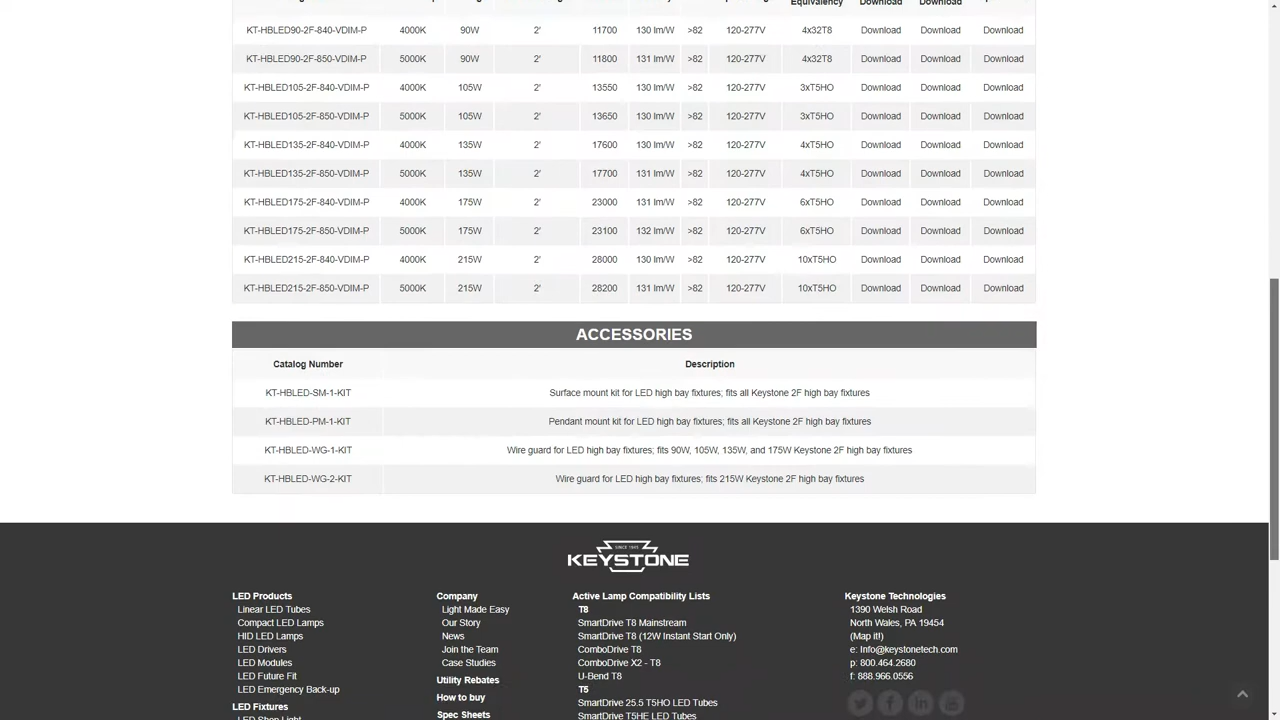 Equivalency Download Download
KT-HBLED90-2F-840-VDIM-P 4000K 90W 2' 11700 130 lm/W >82 120-277V 4x32T8 Download Download Download
KT-HBLED90-2F-850-VDIM-P 5000K 90W 2' 11800 131 lm/W >82 120-277V 4x32T8 Download Download Download
KT-HBLED105-2F-840-VDIM-P 4000K 105W 2' 13550 130 lm/W >82 120-277V 3xT5HO Download Download Download
KT-HBLED105-2F-850-VDIM-P 5000K 105W 2' 13650 130 lm/W >82 120-277V 3xT5HO Download Download Download
KT-HBLED135-2F-840-VDIM-P 4000K 135W 2' 17600 130 lm/W >82 120-277V 4xT5HO Download Download Download
KT-HBLED135-2F-850-VDIM-P 5000K 135W 2' 17700 131 lm/W >82 120-277V 4xT5HO Download Download Download
KT-HBLED175-2F-840-VDIM-P 4000K 175W 2' 23000 131 lm/W >82 120-277V 6xT5HO Download Download Download
KT-HBLED175-2F-850-VDIM-P 5000K 175W 2' 23100 132 lm/W >82 120-277V 6xT5HO Download Download Download
KT-HBLED215-2F-840-VDIM-P 4000K 215W 2' 28000 130 lm/W >82 120-277V 10xT5HO Download Download Download
KT-HBLED215-2F-850-VDIM-P 5000K 215W 2' 28200 131 lm/W >82 120-277V 10xT5HO Download Download Download
ACCESSORIES
Catalog Number Description
KT-HBLED-SM-1-KIT Surface mount kit for LED high bay fixtures; fits all Keystone 2F high bay fixtures
KT-HBLED-PM-1-KIT Pendant mount kit for LED high bay fixtures; fits all Keystone 2F high bay fixtures
KT-HBLED-WG-1-KIT Wire guard for LED high bay fixtures; fits 90W, 105W, 135W, and 175W Keystone 2F high bay fixtures
KT-HBLED-WG-2-KIT Wire guard for LED high bay fixtures; fits 215W Keystone 2F high bay fixtures
SINCE 1945
KEYSTONE
LED Products
Linear LED Tubes
Compact LED Lamps
HID LED Lamps
LED Drivers
LED Modules
LED Future Fit
LED Emergency Back-up
LED Fixtures
LED Shop Light
Company
Light Made Easy
Our Story
News
Join the Team
Case Studies
Utility Rebates
How to buy
Spec Sheets
Active Lamp Compatibility Lists
T8
SmartDrive T8 Mainstream
SmartDrive T8 (12W Instant Start Only)
ComboDrive T8
ComboDrive X2 - T8
U-Bend T8
T5
SmartDrive 25.5 T5HO LED Tubes
SmartDrive T5HE LED Tubes
Keystone Technologies
1390 Welsh Road
North Wales, PA 19454
(Map it!)
e: Info@keystonetech.com
p: 800.464.2680
f: 888.966.0556